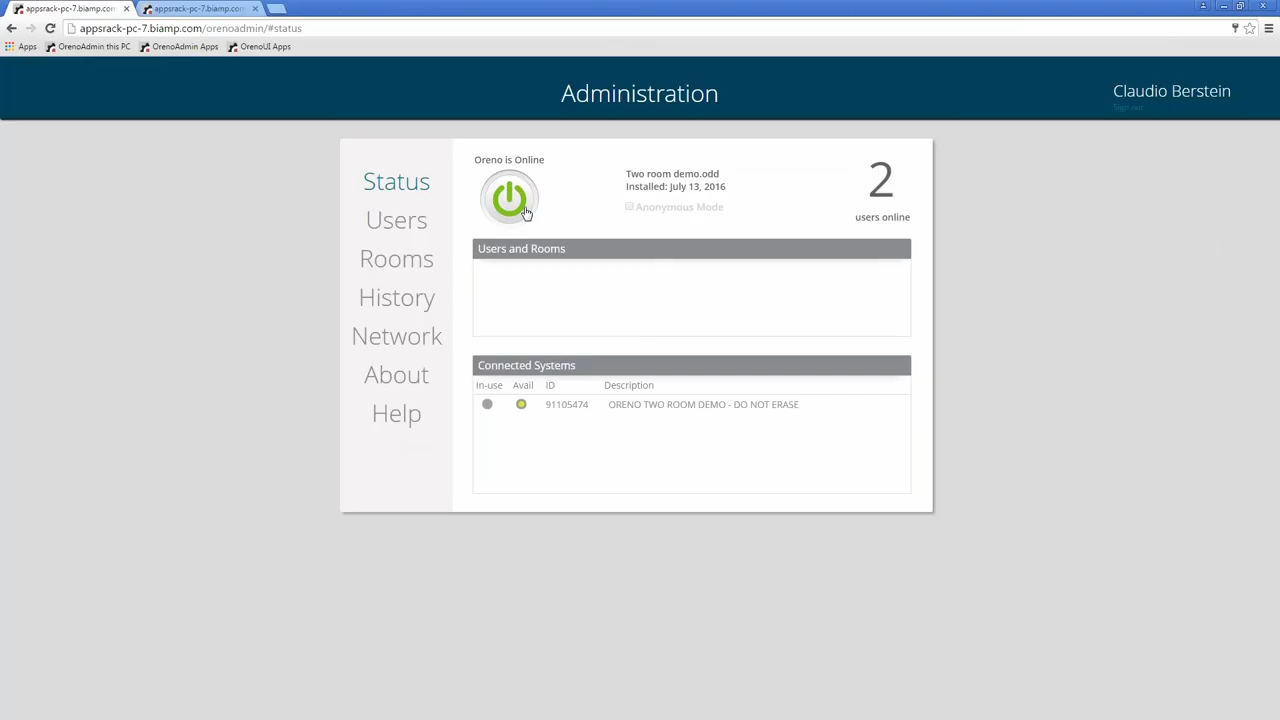 appsrack-pc-7.biamp.com
appsrack-pc-7.biamp.com
appsrack-pc-7.biamp.com/orenoadmin/#status
Apps OrenoAdmin this PC OrenoAdmin Apps OrenoUI Apps
Administration
Claudio Berstein
Sign out
Status
Users
Rooms
History
Network
About
Help
Oreno is Online
Two room demo.odd
Installed: July 13, 2016
Anonymous Mode
2
users online
Users and Rooms
Connected Systems
In-use Avail ID Description
91105474 ORENO TWO ROOM DEMO - DO NOT ERASE